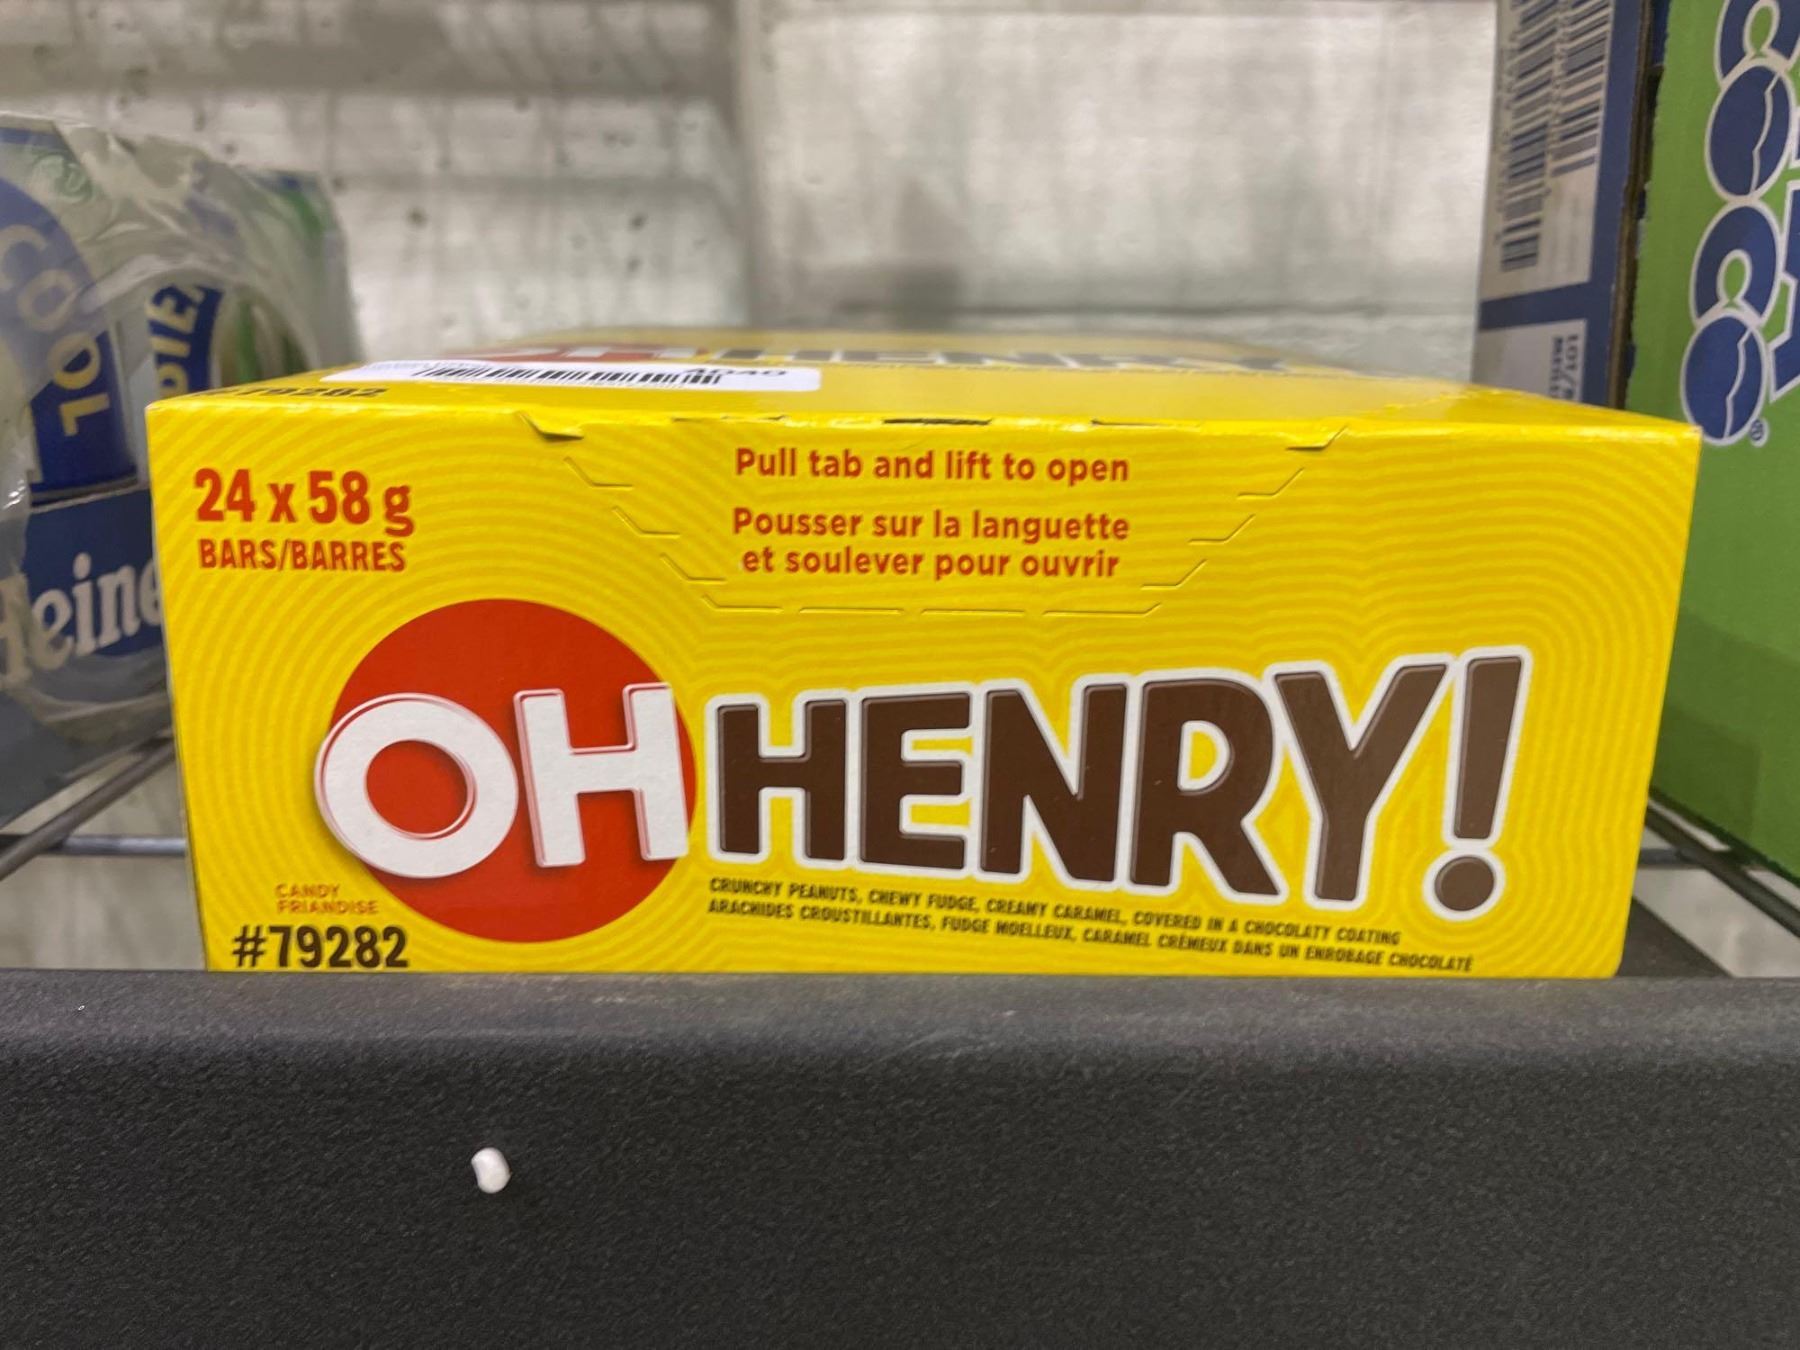 24 x 58 g
BARS/BARRES
Pull tab and lift to open
Pousser sur la languette
et soulever pour ouvrir
OH HENRY!
CANDY
FRIANDISE
#79282
CRUNCHY PEANUTS, CHEWY FUDGE, CREAMY CARAMEL, COVERED IN A CHOCOLATY COATING
ARACHIDES CROUSTILLANTES, FUDGE MOELLEUX, CARAMEL CRÉMEUX DANS UN ENROBAGE CHOCOLATÉ